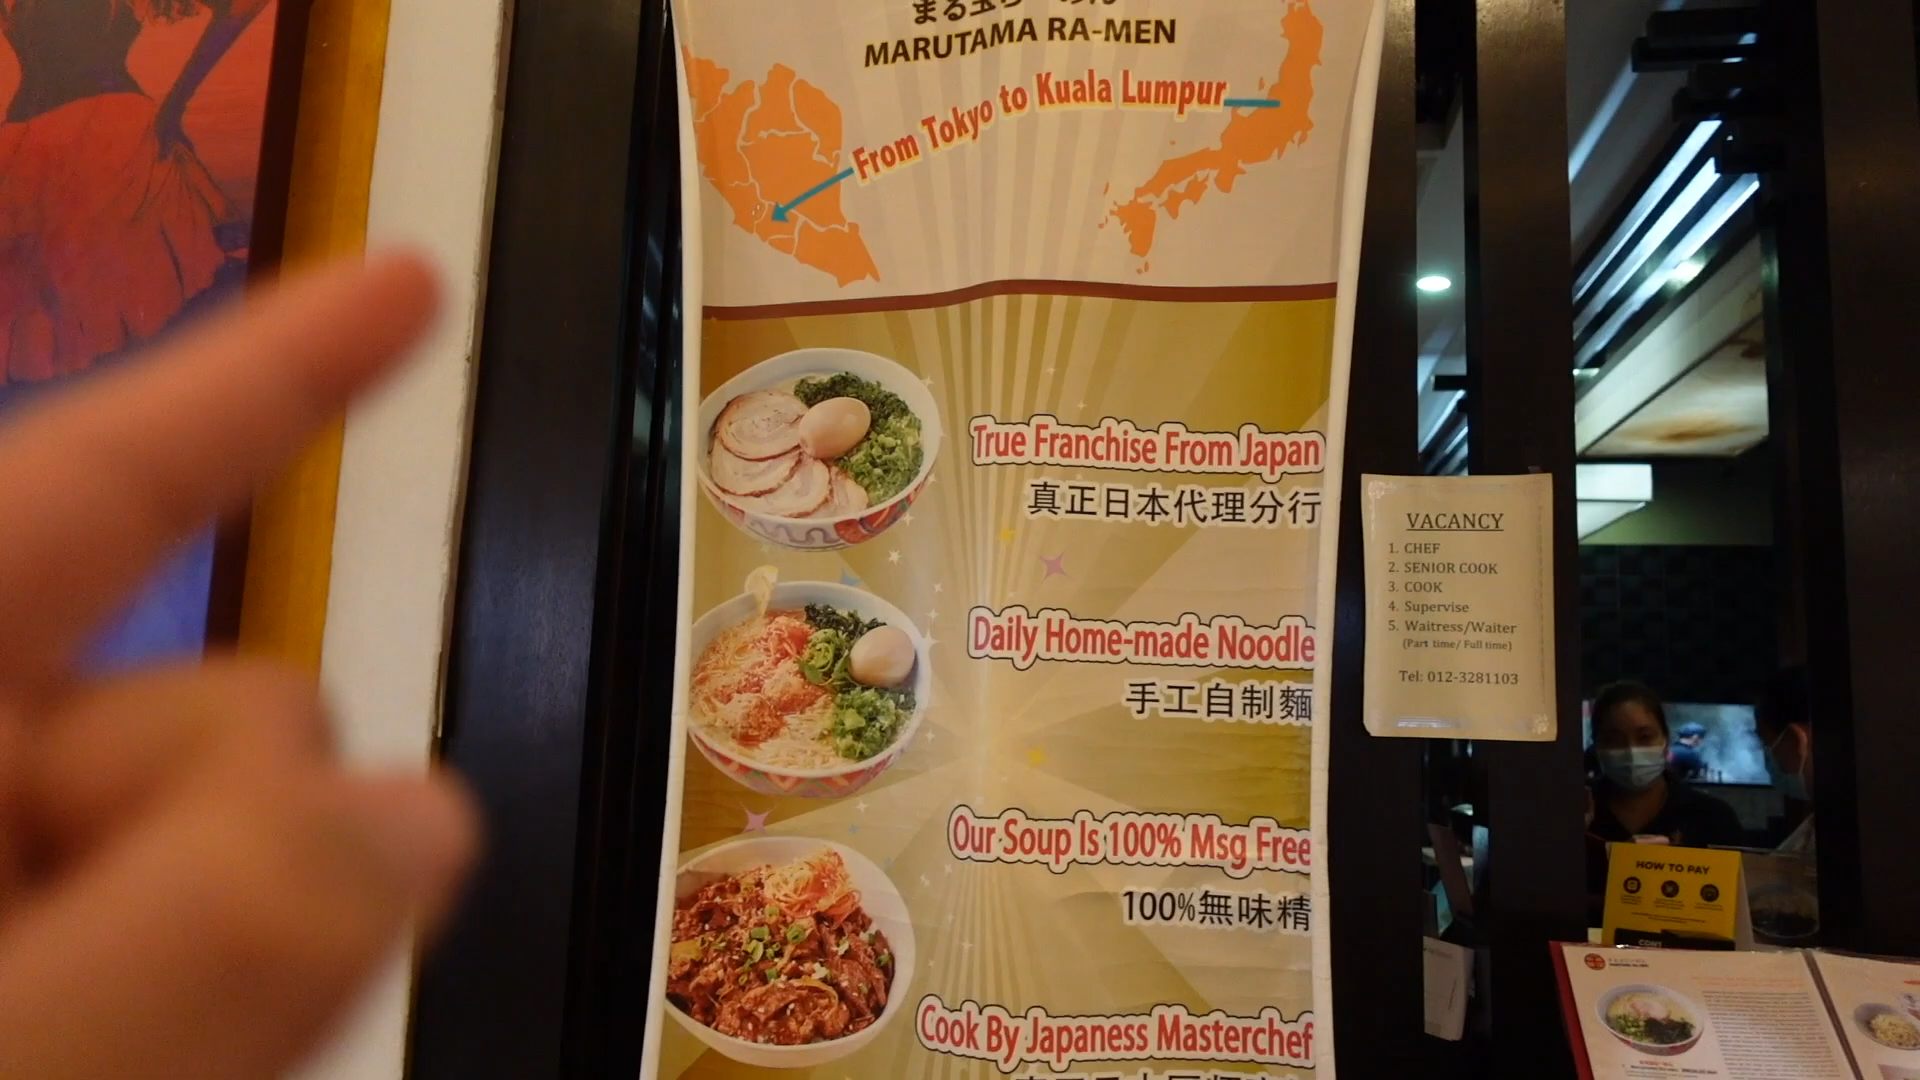 MARUTAMA RA-MEN
From Tokyo to Kuala Lumpur
True Franchise From Japan
真正日本代理分行
Daily Home-made Noodle
手工自制麵
Our Soup Is 100% Msg Free
100%無味精
Cook By Japaness Masterchef
VACANCY
1. CHEF
2. SENIOR COOK
3. COOK
4. Supervise
5. Waitress/Waiter
(Part time/ Full time)
Tel: 012-3281103
HOW TO PAY